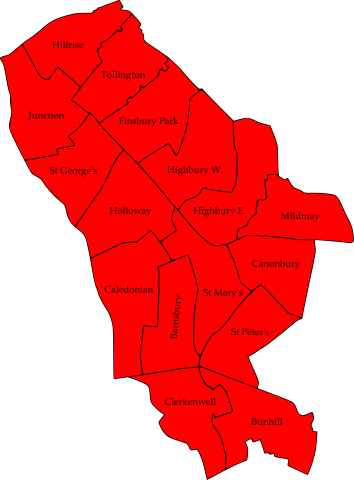 Hillrise
Tollington
Junction
Finsbury Park
St George's
Highbury W.
Holloway
Highbury E.
Mildmay
Canonbury
Caledonian
St Mary's
Barnsbury
St Peter's
Clerkenwell
Bunhill